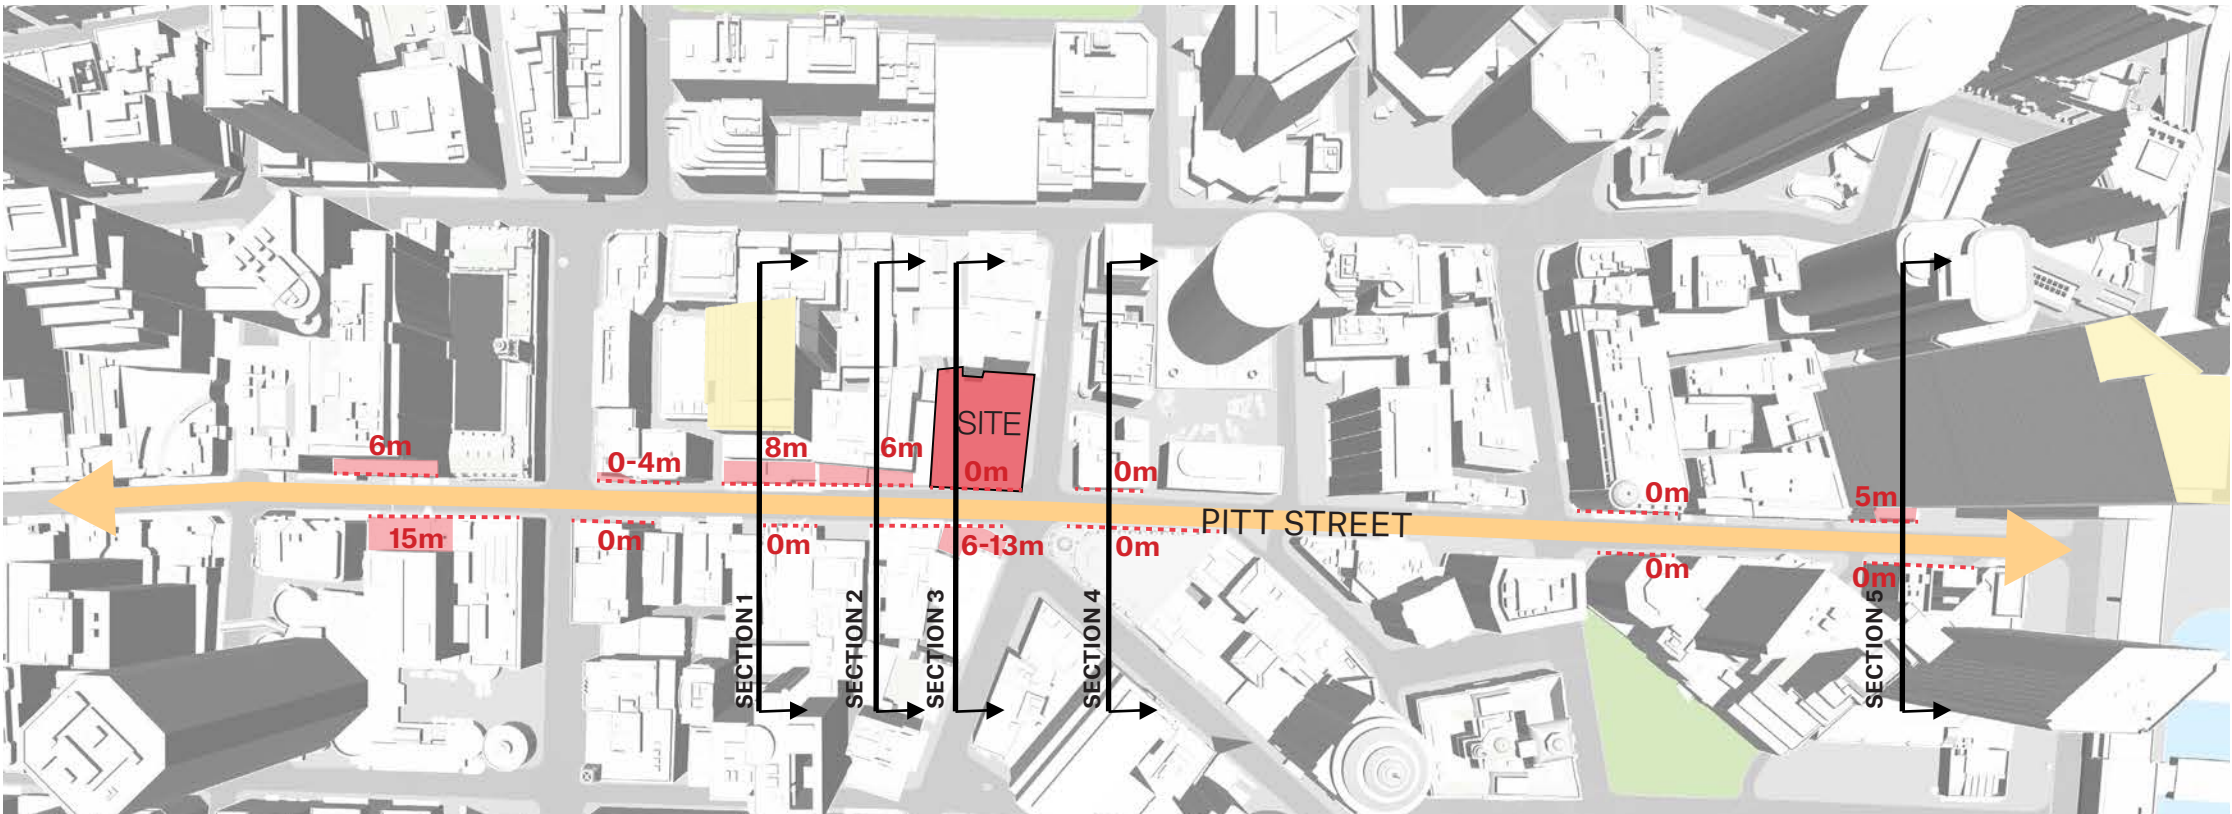 SITE
6m
0-4m
8m
6m
0m
0m
0m
5m
PITT STREET
15m
0m
0m
6-13m
0m
0m
0m
SECTION 1
SECTION 2
SECTION 3
SECTION 4
SECTION 5